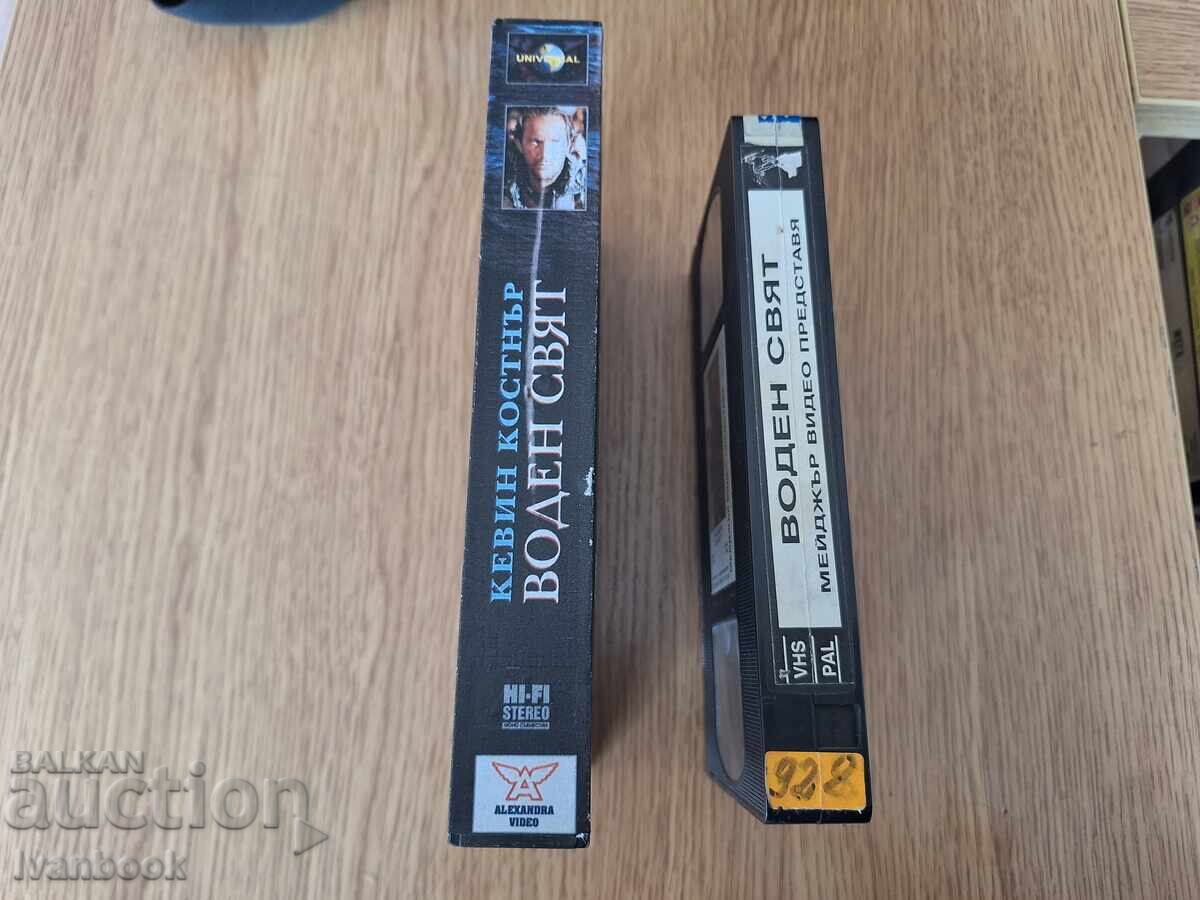 UNIVERSAL
КЕВИН КОСТНЪР
ВОДЕН СВЯТ
HI-FI
STEREO
ALEXANDRA
VIDEO
ВОДЕН СВЯТ
МЕЙДЖЪР ВИДЕО ПРЕДСТАВЯ
VHS
PAL
928
BALKAN
auction
Ivanbook